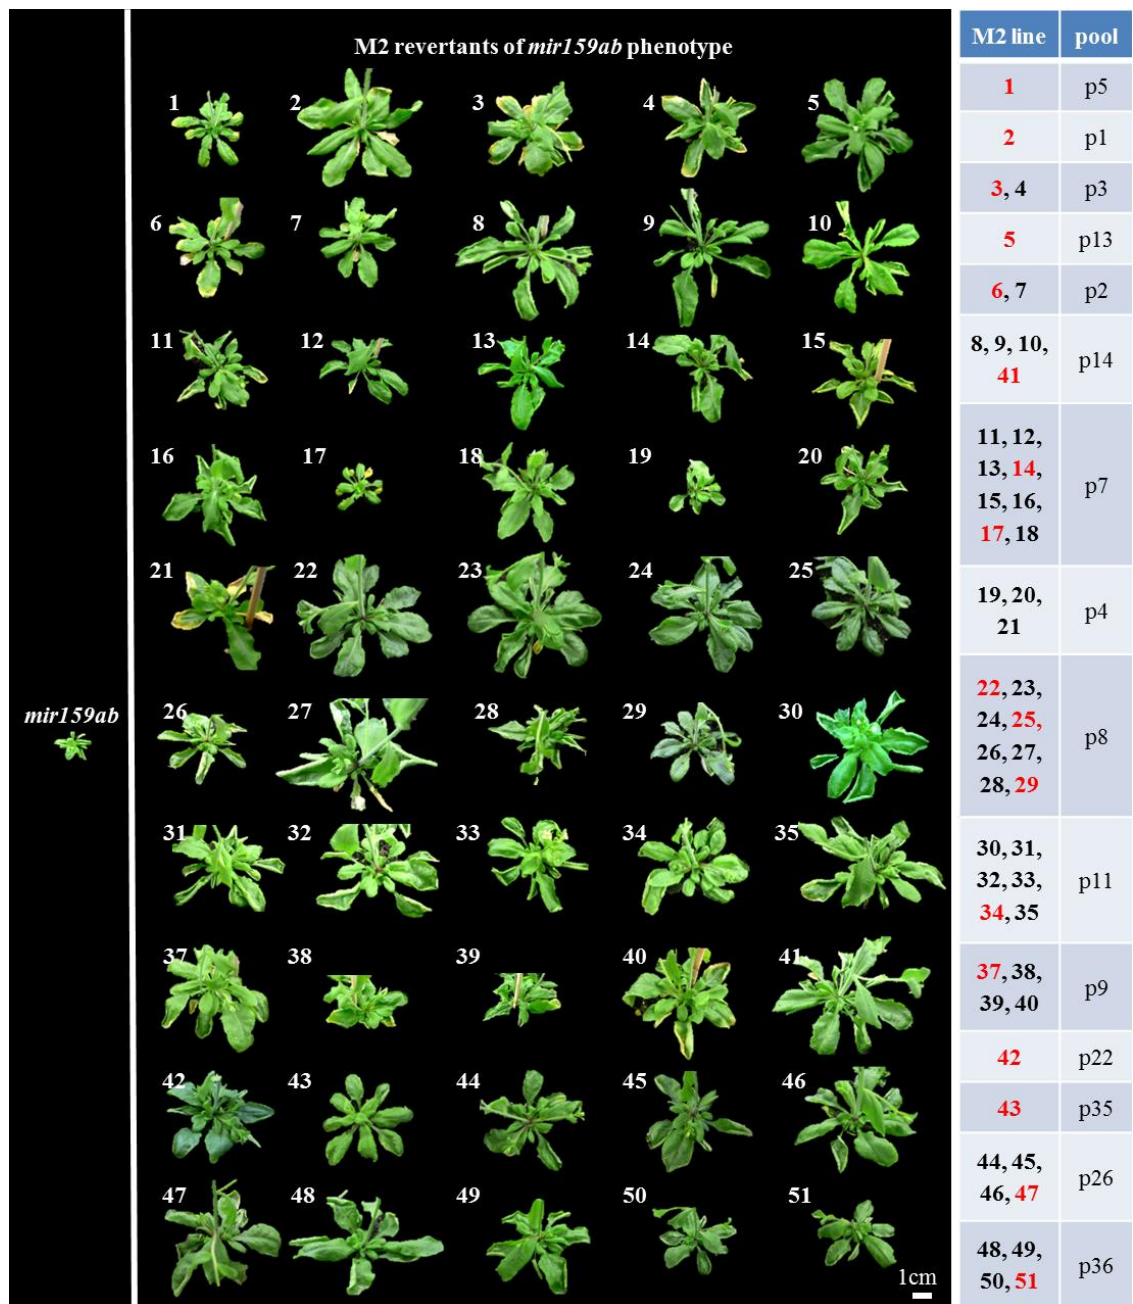 M2 revertants of mir159ab phenotype
1 2 3 4 5
6 7 8 9 10
11 12 13 14 15
16 17 18 19 20
21 22 23 24 25
mir159ab
26 27 28 29 30
31 32 33 34 35
37 38 39 40 41
42 43 44 45 46
47 48 49 50 51
1cm
M2 line pool
1 p5
2 p1
3, 4 p3
5 p13
6, 7 p2
8, 9, 10,
41
p14
11, 12,
13, 14,
15, 16,
17, 18
p7
19, 20,
21
p4
22, 23,
24, 25,
26, 27,
28, 29
p8
30, 31,
32, 33,
34, 35
p11
37, 38,
39, 40
p9
42 p22
43 p35
44, 45,
46, 47
p26
48, 49,
50, 51
p36